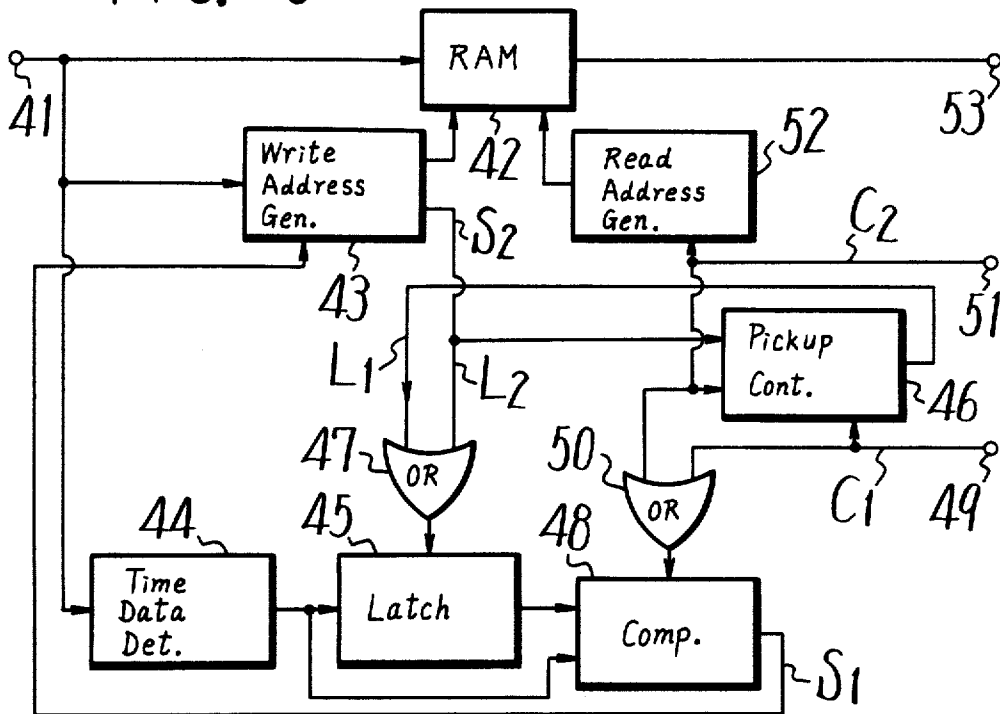 RAM
41
42
53
Write
Address
Gen.
43
Read
Address
Gen.
52
S2
C2
51
L1
L2
Pickup
Cont.
46
47
OR
50
OR
C1
49
44
45
48
Time
Data
Det.
Latch
Comp.
S1